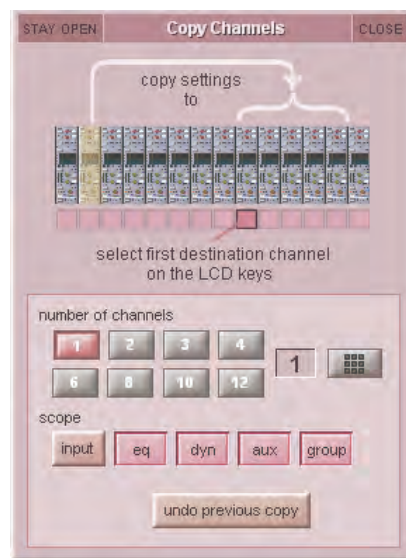 STAY OPEN Copy Channels CLOSE
copy settings
to
select first destination channel
on the LCD keys
number of channels
1 2 3 4
1
6 8 10 12
scope
input eq dyn aux group
undo previous copy